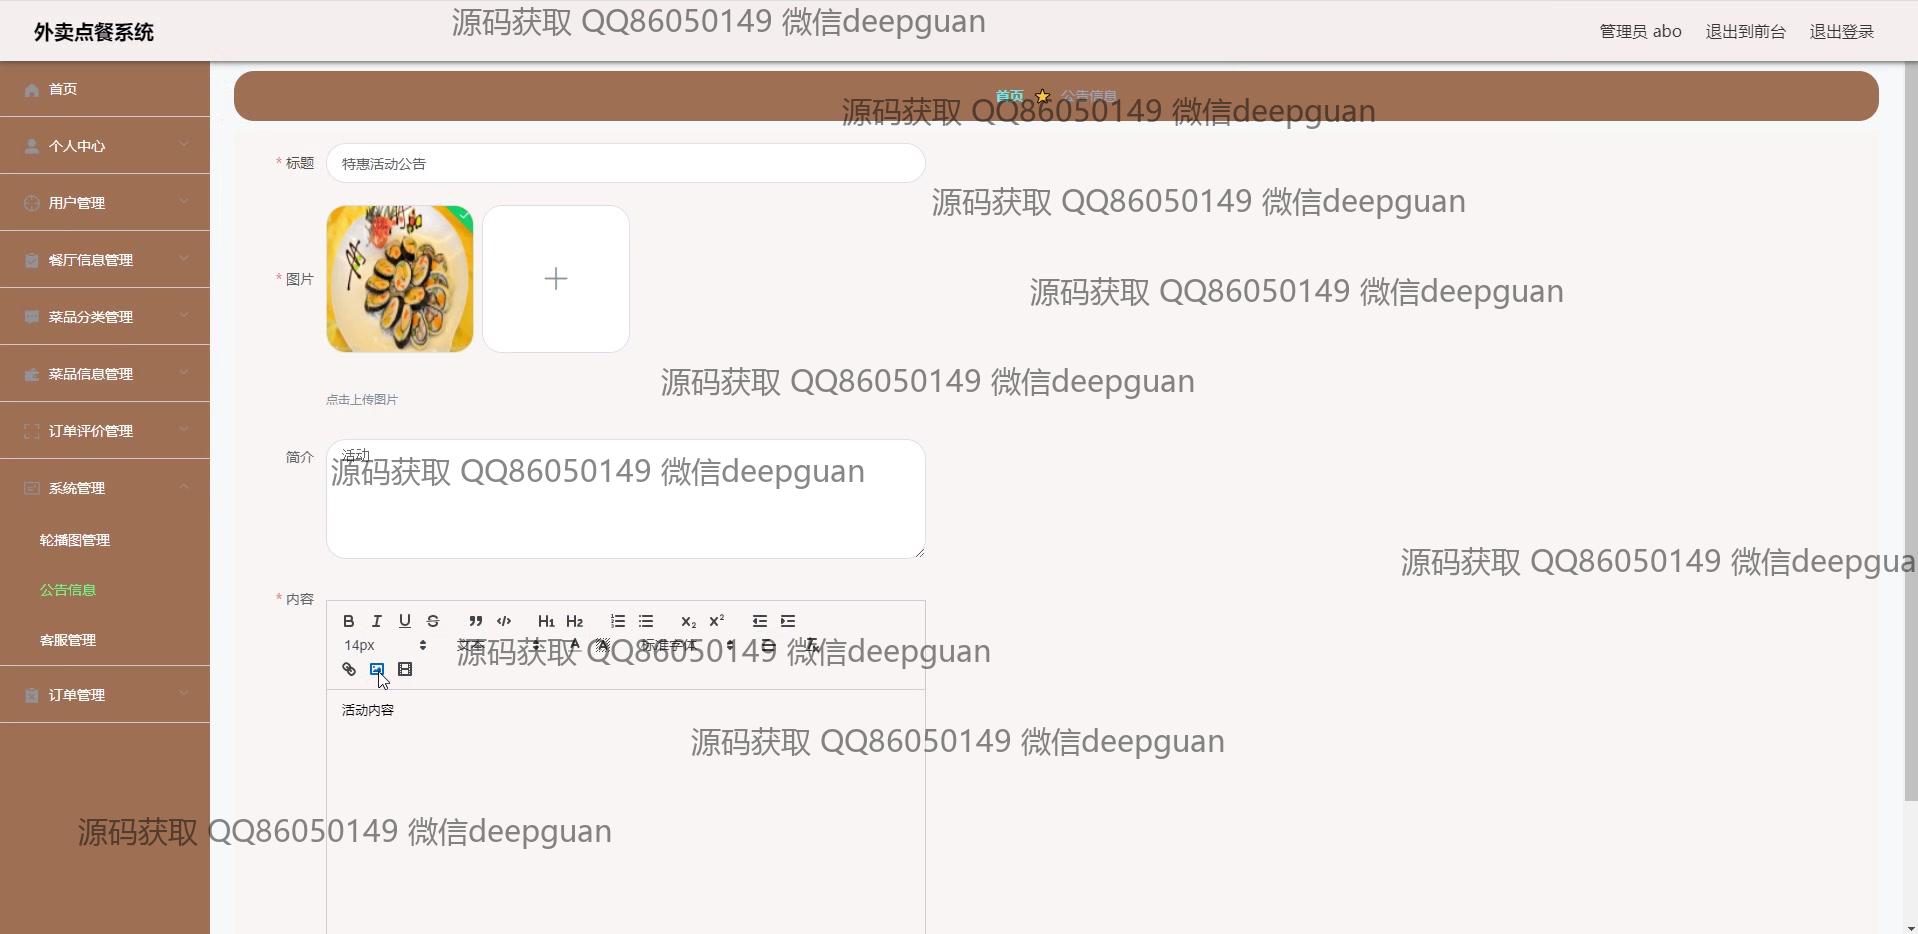 外卖点餐系统
源码获取 QQ86050149 微信deepguan
管理员 abo 退出到前台 退出登录
首页
个人中心
用户管理
餐厅信息管理
菜品分类管理
菜品信息管理
订单评价管理
系统管理
轮播图管理
公告信息
客服管理
订单管理
首页 公告信息
源码获取 QQ86050149 微信deepguan
* 标题 特惠活动公告
源码获取 QQ86050149 微信deepguan
* 图片
源码获取 QQ86050149 微信deepguan
源码获取 QQ86050149 微信deepguan
点击上传图片
简介 活动
源码获取 QQ86050149 微信deepguan
源码获取 QQ86050149 微信deepgua
* 内容
B I U S H1 H2 X2 X2
14px 文本 A A 标准字体 Tx
源码获取 QQ86050149 微信deepguan
活动内容
源码获取 QQ86050149 微信deepguan
源码获取 QQ86050149 微信deepguan